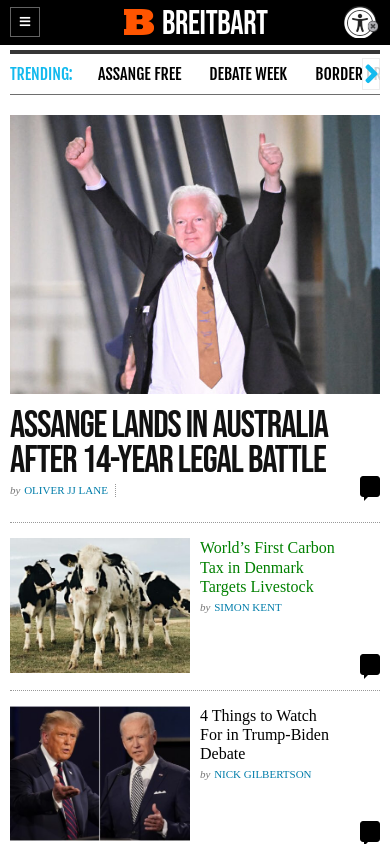 B BREITBART
TRENDING: ASSANGE FREE DEBATE WEEK BORDER
ASSANGE LANDS IN AUSTRALIA
AFTER 14-YEAR LEGAL BATTLE
by OLIVER JJ LANE
World’s First Carbon
Tax in Denmark
Targets Livestock
by SIMON KENT
4 Things to Watch
For in Trump-Biden
Debate
by NICK GILBERTSON